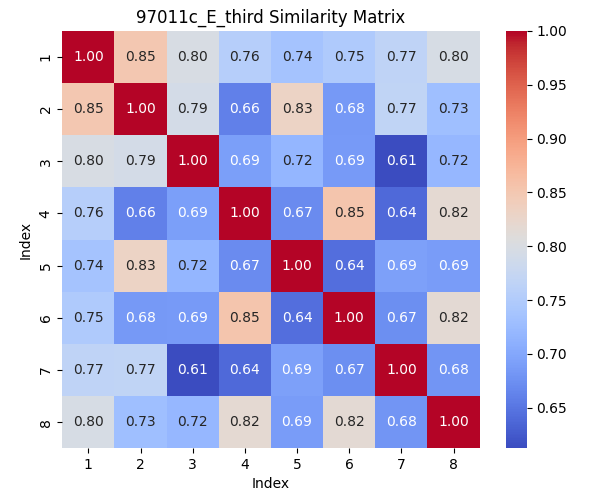 97011c_E_third Similarity Matrix
1 1.00 0.85 0.80 0.76 0.74 0.75 0.77 0.80
2 0.85 1.00 0.79 0.66 0.83 0.68 0.77 0.73
3 0.80 0.79 1.00 0.69 0.72 0.69 0.61 0.72
4 0.76 0.66 0.69 1.00 0.67 0.85 0.64 0.82
5 0.74 0.83 0.72 0.67 1.00 0.64 0.69 0.69
6 0.75 0.68 0.69 0.85 0.64 1.00 0.67 0.82
7 0.77 0.77 0.61 0.64 0.69 0.67 1.00 0.68
8 0.80 0.73 0.72 0.82 0.69 0.82 0.68 1.00
1 2 3 4 5 6 7 8
Index
Index
1.00
0.95
0.90
0.85
0.80
0.75
0.70
0.65